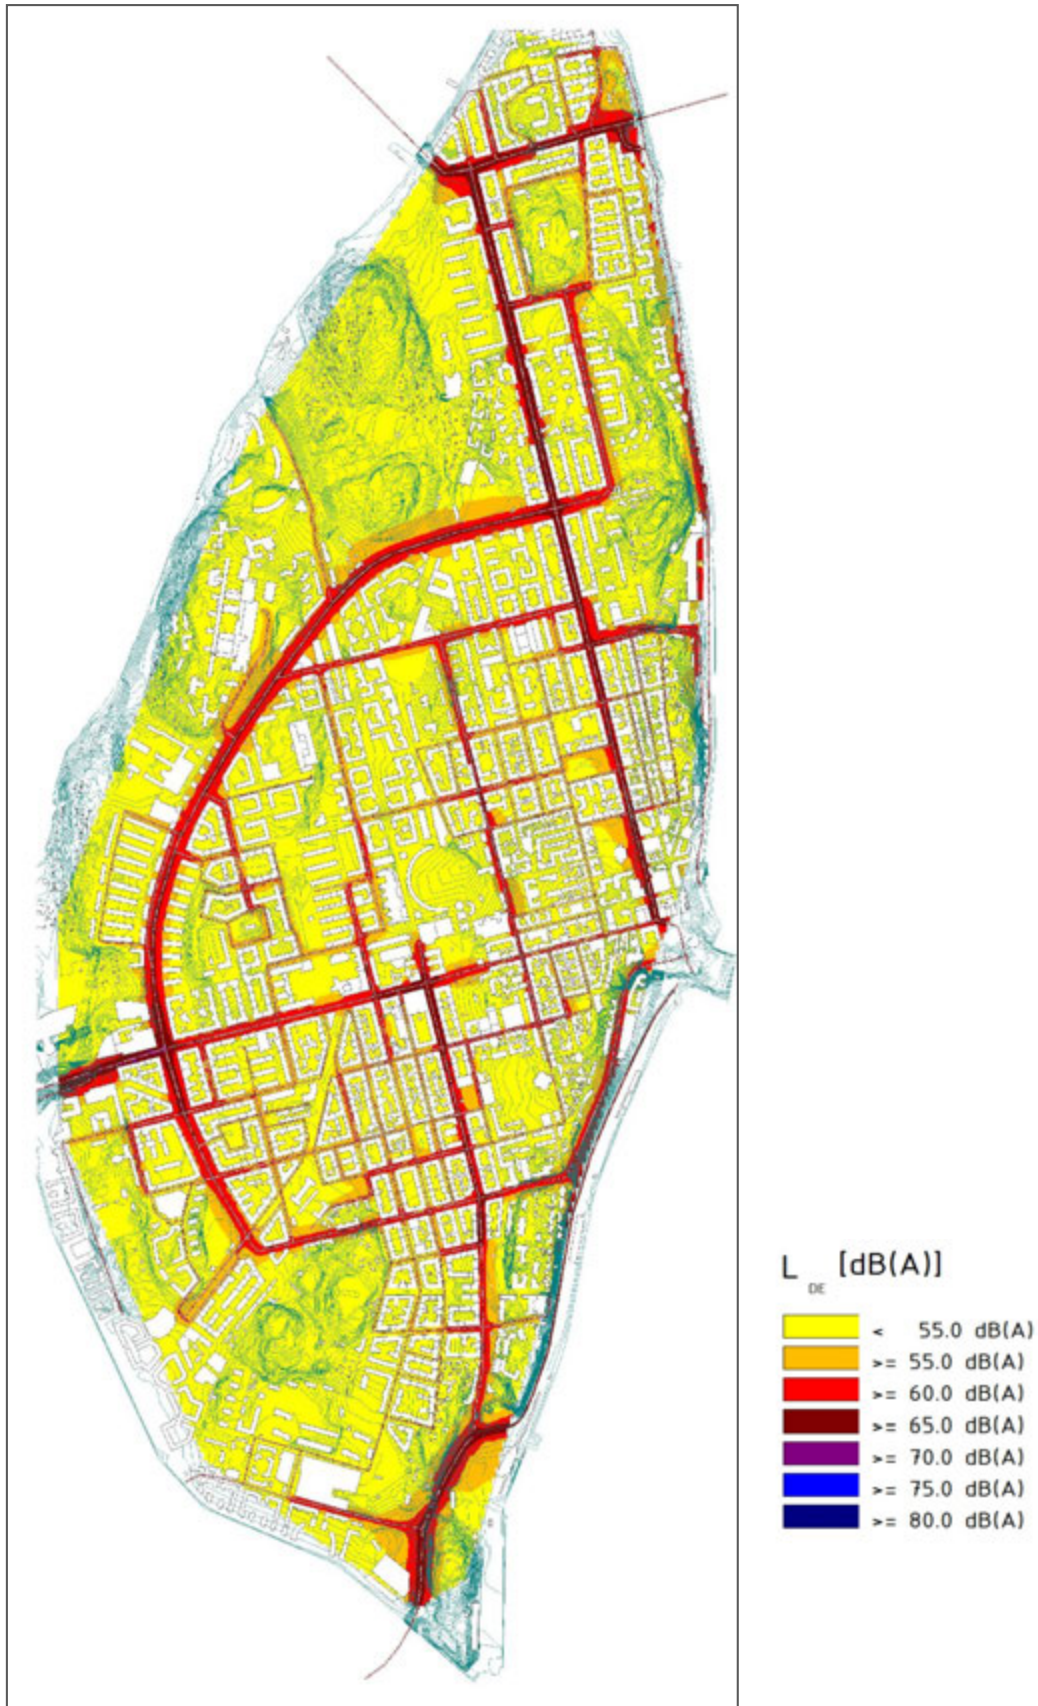 L DE [dB(A)]
< 55.0 dB(A)
>= 55.0 dB(A)
>= 60.0 dB(A)
>= 65.0 dB(A)
>= 70.0 dB(A)
>= 75.0 dB(A)
>= 80.0 dB(A)